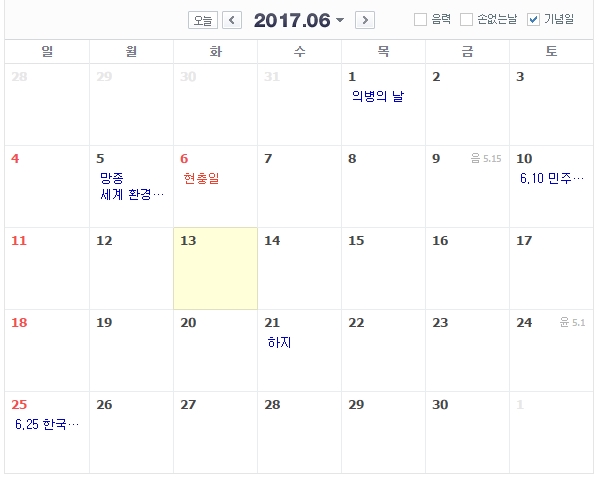 오늘 < 2017.06 > 음력 손없는날 기념일
일 월 화 수 목 금 토
28 29 30 31 1 2 3
의병의 날
4 5 6 7 8 9 음 5.15 10
망종 현충일 6.10 민주…
세계 환경…
11 12 13 14 15 16 17
18 19 20 21 22 23 24 윤 5.1
하지
25 26 27 28 29 30 1
6.25 한국…